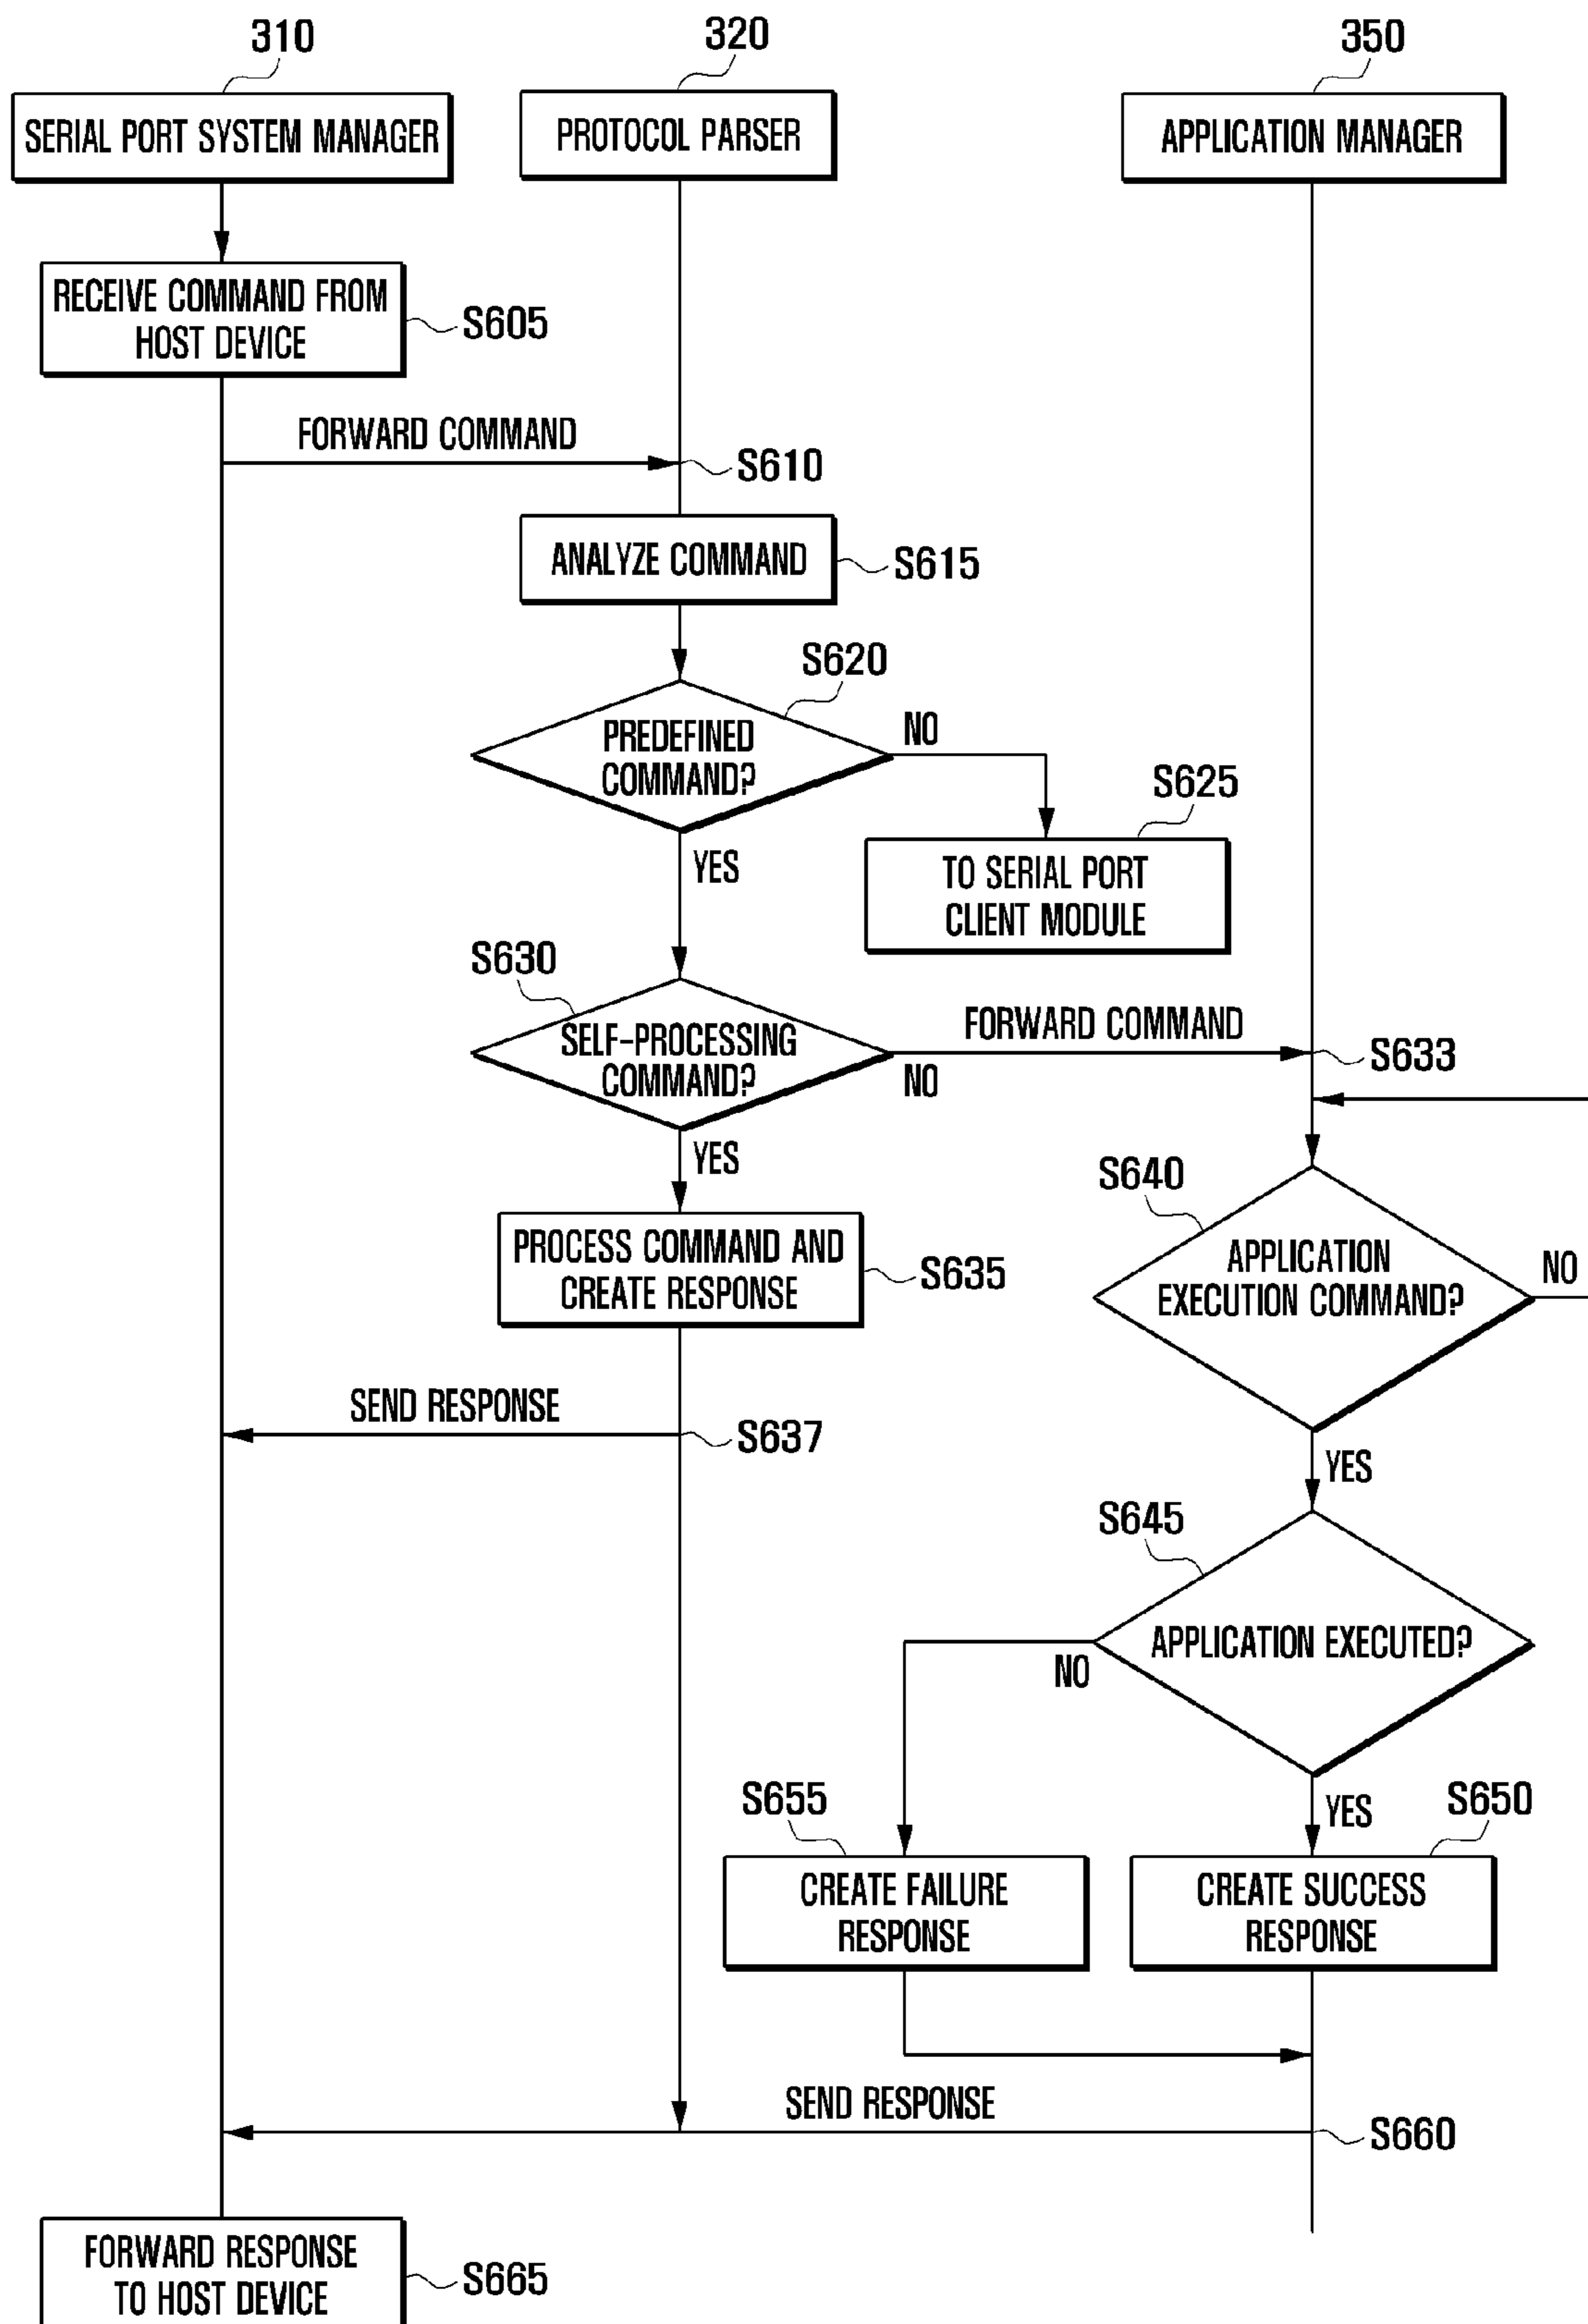 310
320
350
SERIAL PORT SYSTEM MANAGER
PROTOCOL PARSER
APPLICATION MANAGER
RECEIVE COMMAND FROM
HOST DEVICE
S605
FORWARD COMMAND
S610
ANALYZE COMMAND
S615
S620
PREDEFINED
COMMAND?
NO
S625
YES
TO SERIAL PORT
CLIENT MODULE
S630
SELF-PROCESSING
COMMAND?
FORWARD COMMAND
NO
S633
YES
S640
APPLICATION
EXECUTION COMMAND?
NO
PROCESS COMMAND AND
CREATE RESPONSE
S635
SEND RESPONSE
S637
YES
S645
APPLICATION EXECUTED?
NO
YES
S655
S650
CREATE FAILURE
RESPONSE
CREATE SUCCESS
RESPONSE
SEND RESPONSE
S660
FORWARD RESPONSE
TO HOST DEVICE
S665